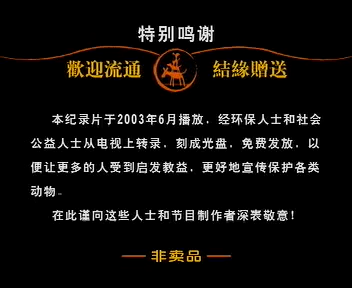 特别鸣谢
歡迎流通 結緣贈送
本纪录片于2003年6月播放，经环保人士和社会
公益人士从电视上转录，刻成光盘，免费发放，以
便让更多的人受到启发教益，更好地宣传保护各类
动物。
在此谨向这些人士和节目制作者深表敬意！
非卖品